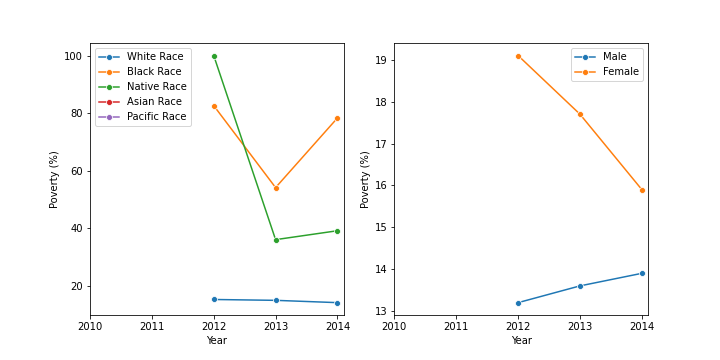 White Race
Black Race
Native Race
Asian Race
Pacific Race
100
80
60
40
20
Poverty (%)
2010 2011 2012 2013 2014
Year
Male
Female
19
18
17
16
15
14
13
Poverty (%)
2010 2011 2012 2013 2014
Year